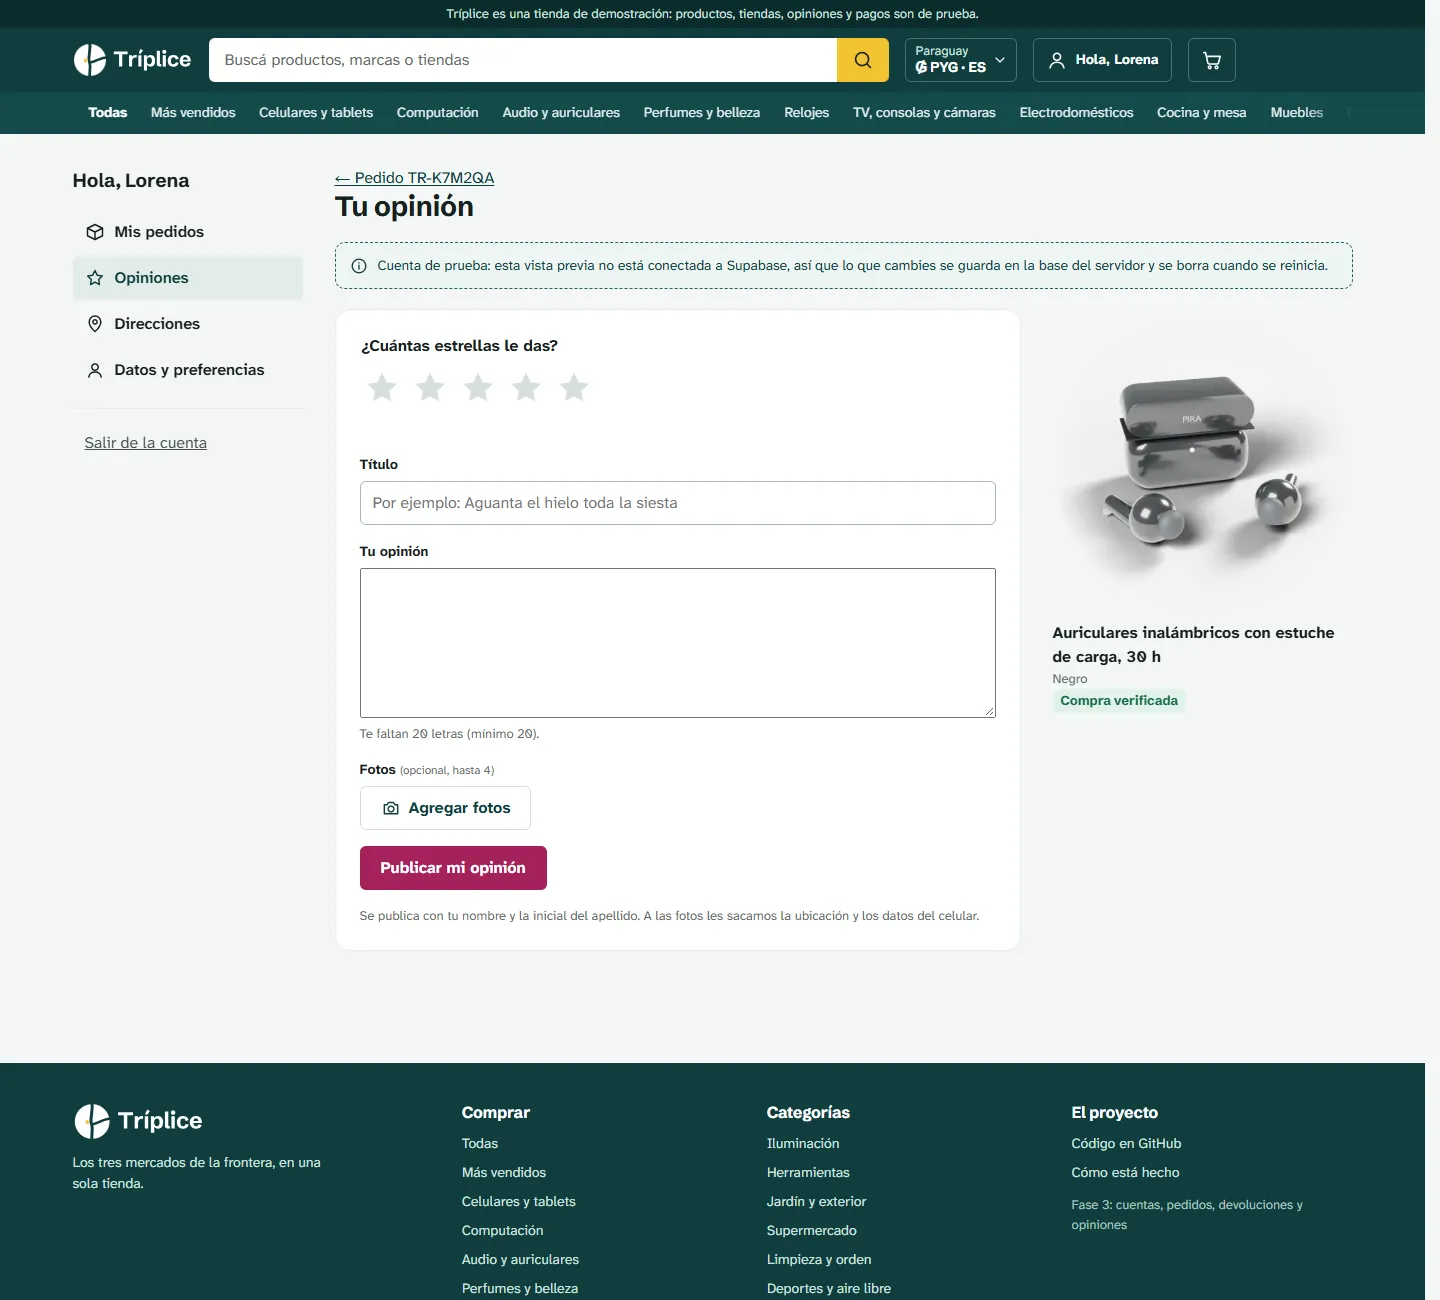 Tríplice es una tienda de demostración: productos, tiendas, opiniones y pagos son de prueba.
Tríplice
Buscá productos, marcas o tiendas
Paraguay
₲ PYG · ES
Hola, Lorena
Todas
Más vendidos
Celulares y tablets
Computación
Audio y auriculares
Perfumes y belleza
Relojes
TV, consolas y cámaras
Electrodomésticos
Cocina y mesa
Muebles
Hola, Lorena
Mis pedidos
Opiniones
Direcciones
Datos y preferencias
Salir de la cuenta
← Pedido TR-K7M2QA
Tu opinión
Cuenta de prueba: esta vista previa no está conectada a Supabase, así que lo que cambies se guarda en la base del servidor y se borra cuando se reinicia.
¿Cuántas estrellas le das?
Título
Por ejemplo: Aguanta el hielo toda la siesta
Tu opinión
Te faltan 20 letras (mínimo 20).
Fotos (opcional, hasta 4)
Agregar fotos
Publicar mi opinión
Se publica con tu nombre y la inicial del apellido. A las fotos les sacamos la ubicación y los datos del celular.
PIRA
Auriculares inalámbricos con estuche
de carga, 30 h
Negro
Compra verificada
Tríplice
Los tres mercados de la frontera, en una
sola tienda.
Comprar
Todas
Más vendidos
Celulares y tablets
Computación
Audio y auriculares
Perfumes y belleza
Categorías
Iluminación
Herramientas
Jardín y exterior
Supermercado
Limpieza y orden
Deportes y aire libre
El proyecto
Código en GitHub
Cómo está hecho
Fase 3: cuentas, pedidos, devoluciones y
opiniones